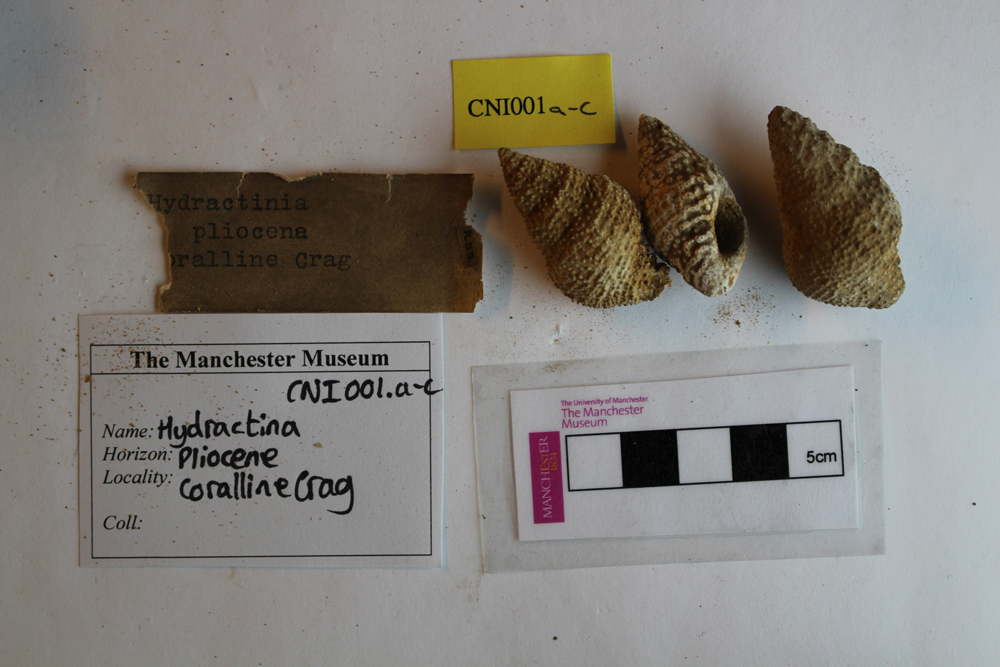 CNI001a-c
Hydractinia
pliocena
oralline Crag
The Manchester Museum
CNI001.a-c
Name: Hydractina
Horizon: Pliocene
Locality: Coralline Crag
Coll:
The University of Manchester
The Manchester
Museum
MANCHESTER
1824
5cm